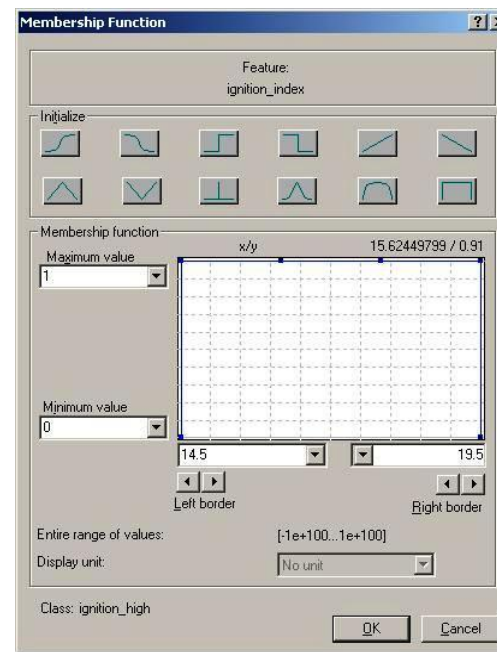 Membership Function
Feature:
ignition_index
Initialize
Membership function
Maximum value
x/y
15.62449799 / 0.91
1
Minimum value
0
14.5
19.5
Left border
Right border
Entire range of values:
[-1e+100...1e+100]
Display unit:
No unit
Class: ignition_high
OK
Cancel